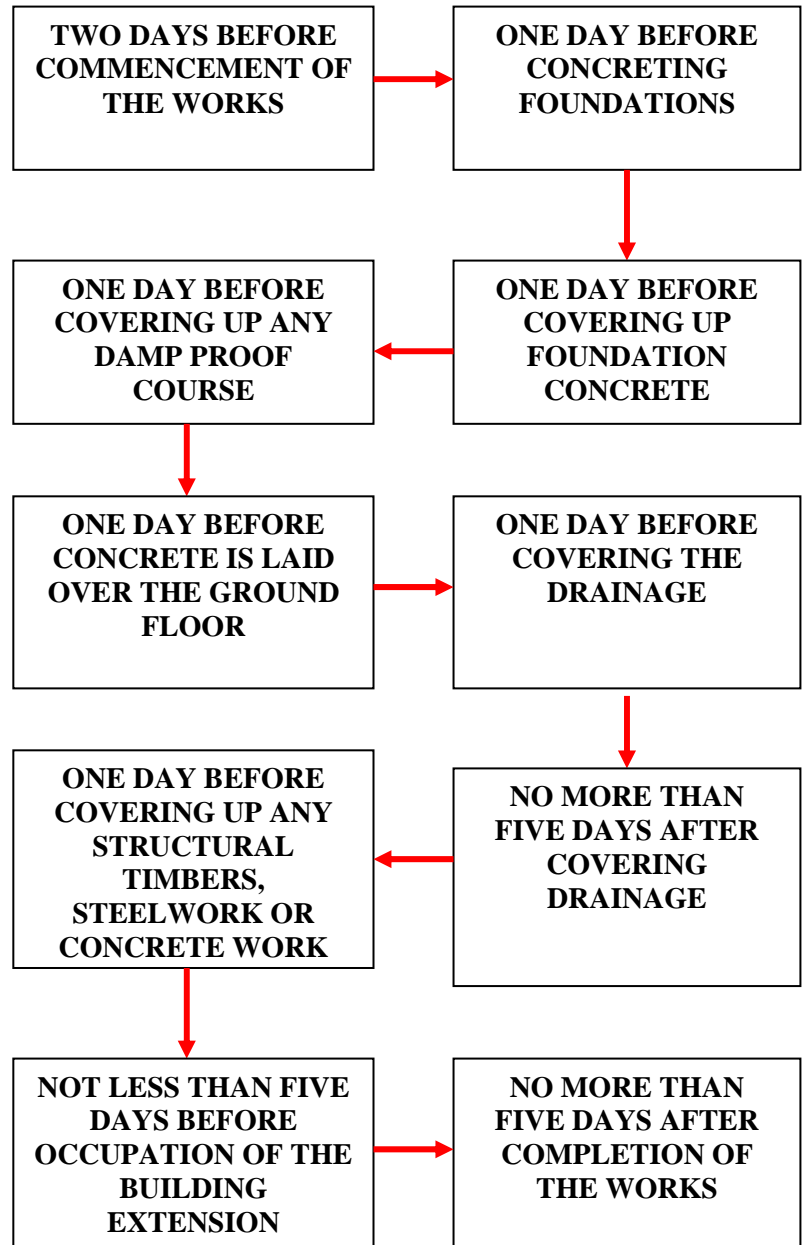 TWO DAYS BEFORE
COMMENCEMENT OF
THE WORKS
ONE DAY BEFORE
CONCRETING
FOUNDATIONS
ONE DAY BEFORE
COVERING UP
FOUNDATION
CONCRETE
ONE DAY BEFORE
COVERING UP ANY
DAMP PROOF
COURSE
ONE DAY BEFORE
CONCRETE IS LAID
OVER THE GROUND
FLOOR
ONE DAY BEFORE
COVERING THE
DRAINAGE
NO MORE THAN
FIVE DAYS AFTER
COVERING
DRAINAGE
ONE DAY BEFORE
COVERING UP ANY
STRUCTURAL
TIMBERS,
STEELWORK OR
CONCRETE WORK
NOT LESS THAN FIVE
DAYS BEFORE
OCCUPATION OF THE
BUILDING
EXTENSION
NO MORE THAN
FIVE DAYS AFTER
COMPLETION OF
THE WORKS